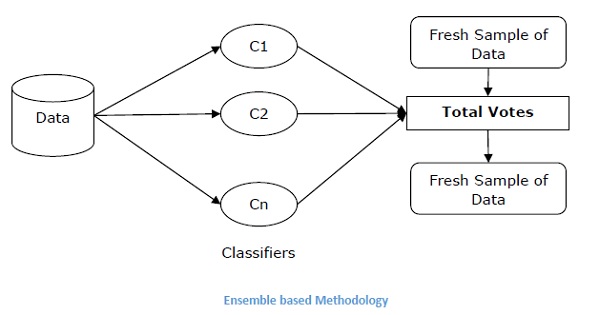 Data
C1
C2
Cn
Classifiers
Fresh Sample of
Data
Total Votes
Fresh Sample of
Data
Ensemble based Methodology